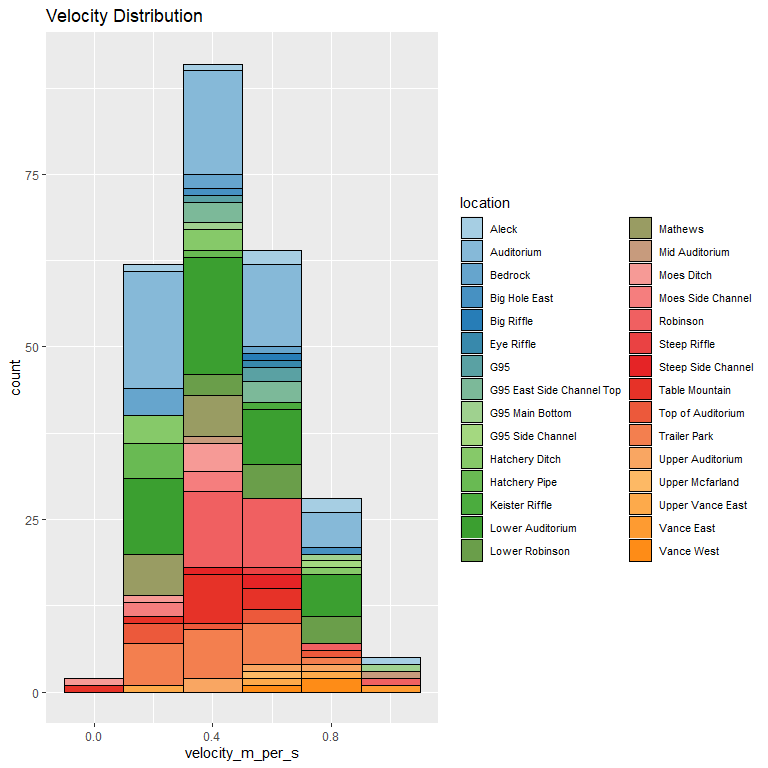 Velocity Distribution
count
75
50
25
0
0.0
0.4
0.8
velocity_m_per_s
location
Aleck
Auditorium
Bedrock
Big Hole East
Big Riffle
Eye Riffle
G95
G95 East Side Channel Top
G95 Main Bottom
G95 Side Channel
Hatchery Ditch
Hatchery Pipe
Keister Riffle
Lower Auditorium
Lower Robinson
Mathews
Mid Auditorium
Moes Ditch
Moes Side Channel
Robinson
Steep Riffle
Steep Side Channel
Table Mountain
Top of Auditorium
Trailer Park
Upper Auditorium
Upper Mcfarland
Upper Vance East
Vance East
Vance West